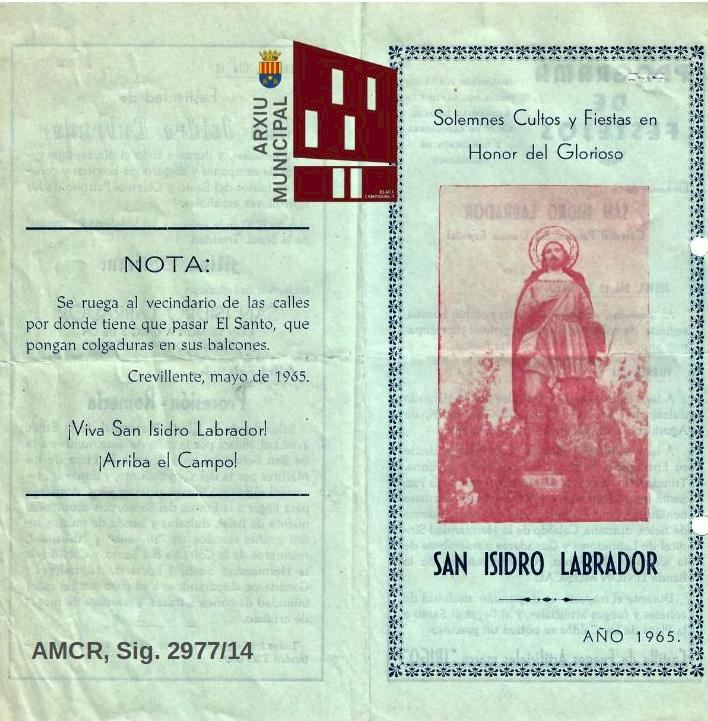 ARXIU
MUNICIPAL
NOTA:
Se ruega al vecindario de las calles
por donde tiene que pasar El Santo, que
pongan colgaduras en sus balcones.
Crevillente, mayo de 1965.
¡Viva San Isidro Labrador!
¡Arriba el Campo!
AMCR, Sig. 2977/14
Solemnes Cultos y Fiestas en
Honor del Glorioso
SAN ISIDRO LABRADOR
AÑO 1965.